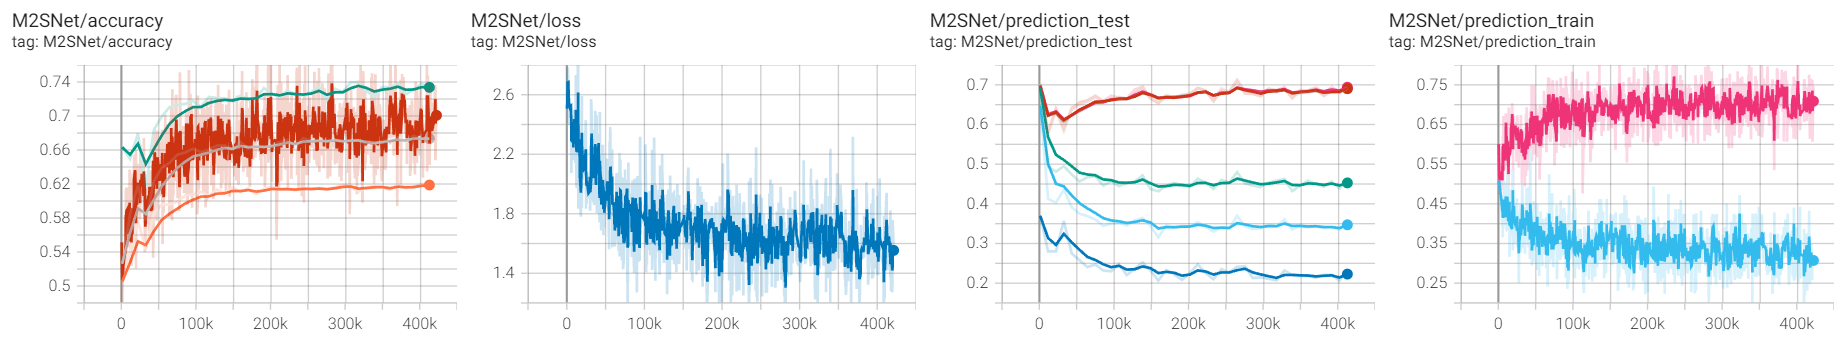 M2SNet/accuracy
tag: M2SNet/accuracy
0.74
0.7
0.66
0.62
0.58
0.54
0.5
0 100k 200k 300k 400k
M2SNet/loss
tag: M2SNet/loss
2.6
2.2
1.8
1.4
0 100k 200k 300k 400k
M2SNet/prediction_test
tag: M2SNet/prediction_test
0.7
0.6
0.5
0.4
0.3
0.2
0 100k 200k 300k 400k
M2SNet/prediction_train
tag: M2SNet/prediction_train
0.75
0.65
0.55
0.45
0.35
0.25
0 100k 200k 300k 400k